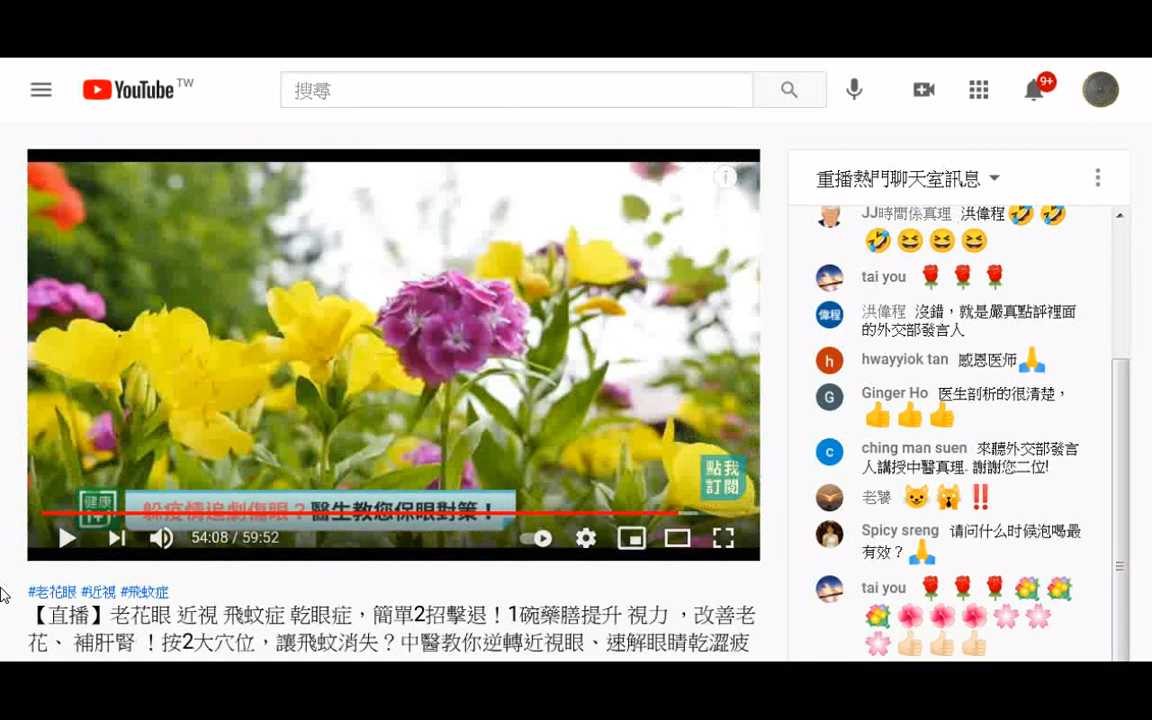 YouTube TW
搜尋
9+
點我
訂閱
健康
1+
躲疫情追劇傷眼？醫生教您保眼對策！
54:08 / 59:52
#老花眼 #近視 #飛蚊症
【直播】老花眼 近視 飛蚊症 乾眼症，簡單2招擊退！1碗藥膳提升 視力 ，改善老
花、 補肝腎 ！按2大穴位，讓飛蚊消失？中醫教你逆轉近視眼、速解眼睛乾澀疲
重播熱門聊天室訊息
JJ時間係真理 洪偉程🤣🤣
🤣😆😆😆
tai you 🌹🌹🌹
偉程
洪偉程 沒錯，就是嚴真點評裡面
的外交部發言人
h
hwayyiok tan 感恩医师🙏
G
Ginger Ho 医生剖析的很清楚，
👍👍👍
c
ching man suen 來聽外交部發言
人講授中醫真理. 謝謝您二位!
‼️
Spicy sreng 请问什么时候泡喝最
有效？🙏
tai you 🌹🌹🌹💐💐
💐🌺🌺🌺🌸🌸
🌸👍🏻👍🏻👍🏻